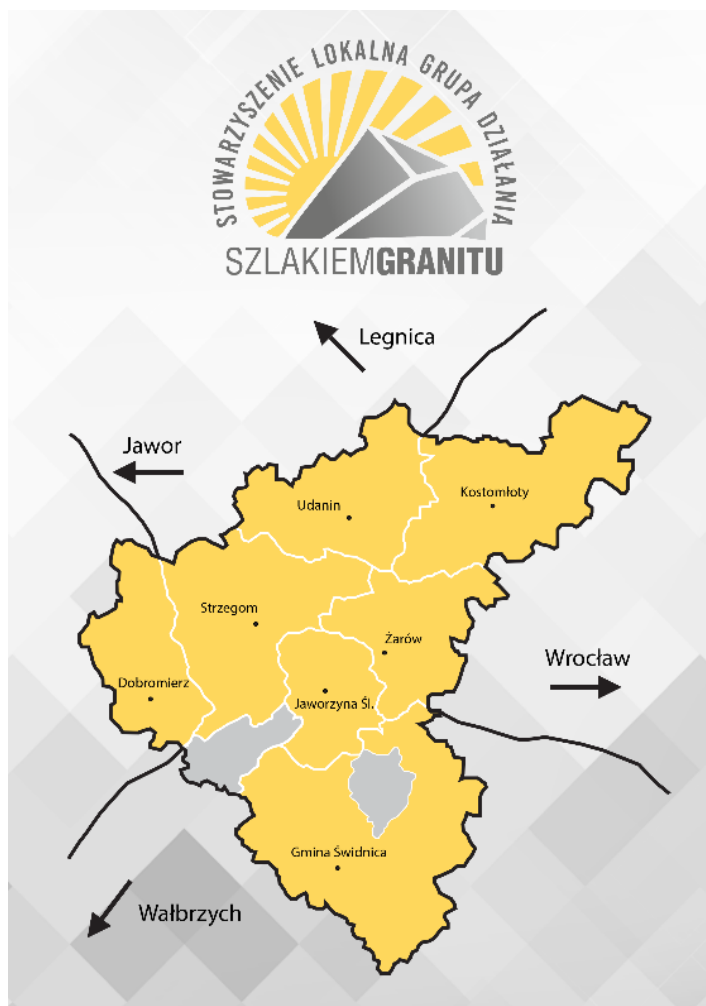 STOWARZYSZENIE LOKALNA GRUPA DZIAŁANIA
SZLAKIEMGRANITU
Legnica
Jawor
Kostomłoty
Udanin
Strzegom
Żarów
Wrocław
Dobromierz
Jaworzyna Śl.
Gmina Świdnica
Wałbrzych